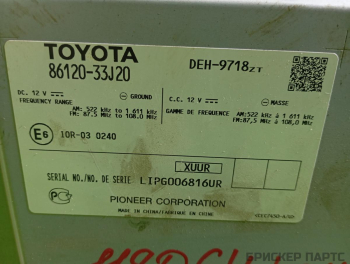 TOYOTA
86120-33J20
DEH-9718ZT
DC. 12 V
GROUND
C.C. 12 V
MASSE
FREQUENCY RANGE
AM: 522 kHz to 1 611 kHz
FM: 87,5 MHz to 108,0 MHz
GAMME DE FREQUENCE
AM: 522 kHz à 1 611 kHz
FM: 87,5 MHz à 108,0 MHz
E6
10R-03 0240
XUUR
SERIAL NO./NO. DE SERIE
LIPG006816UR
PIONEER CORPORATION
MADE IN CHINA/FABRIQUÉ EN CHINE
БРИСКЕР ПАРТС